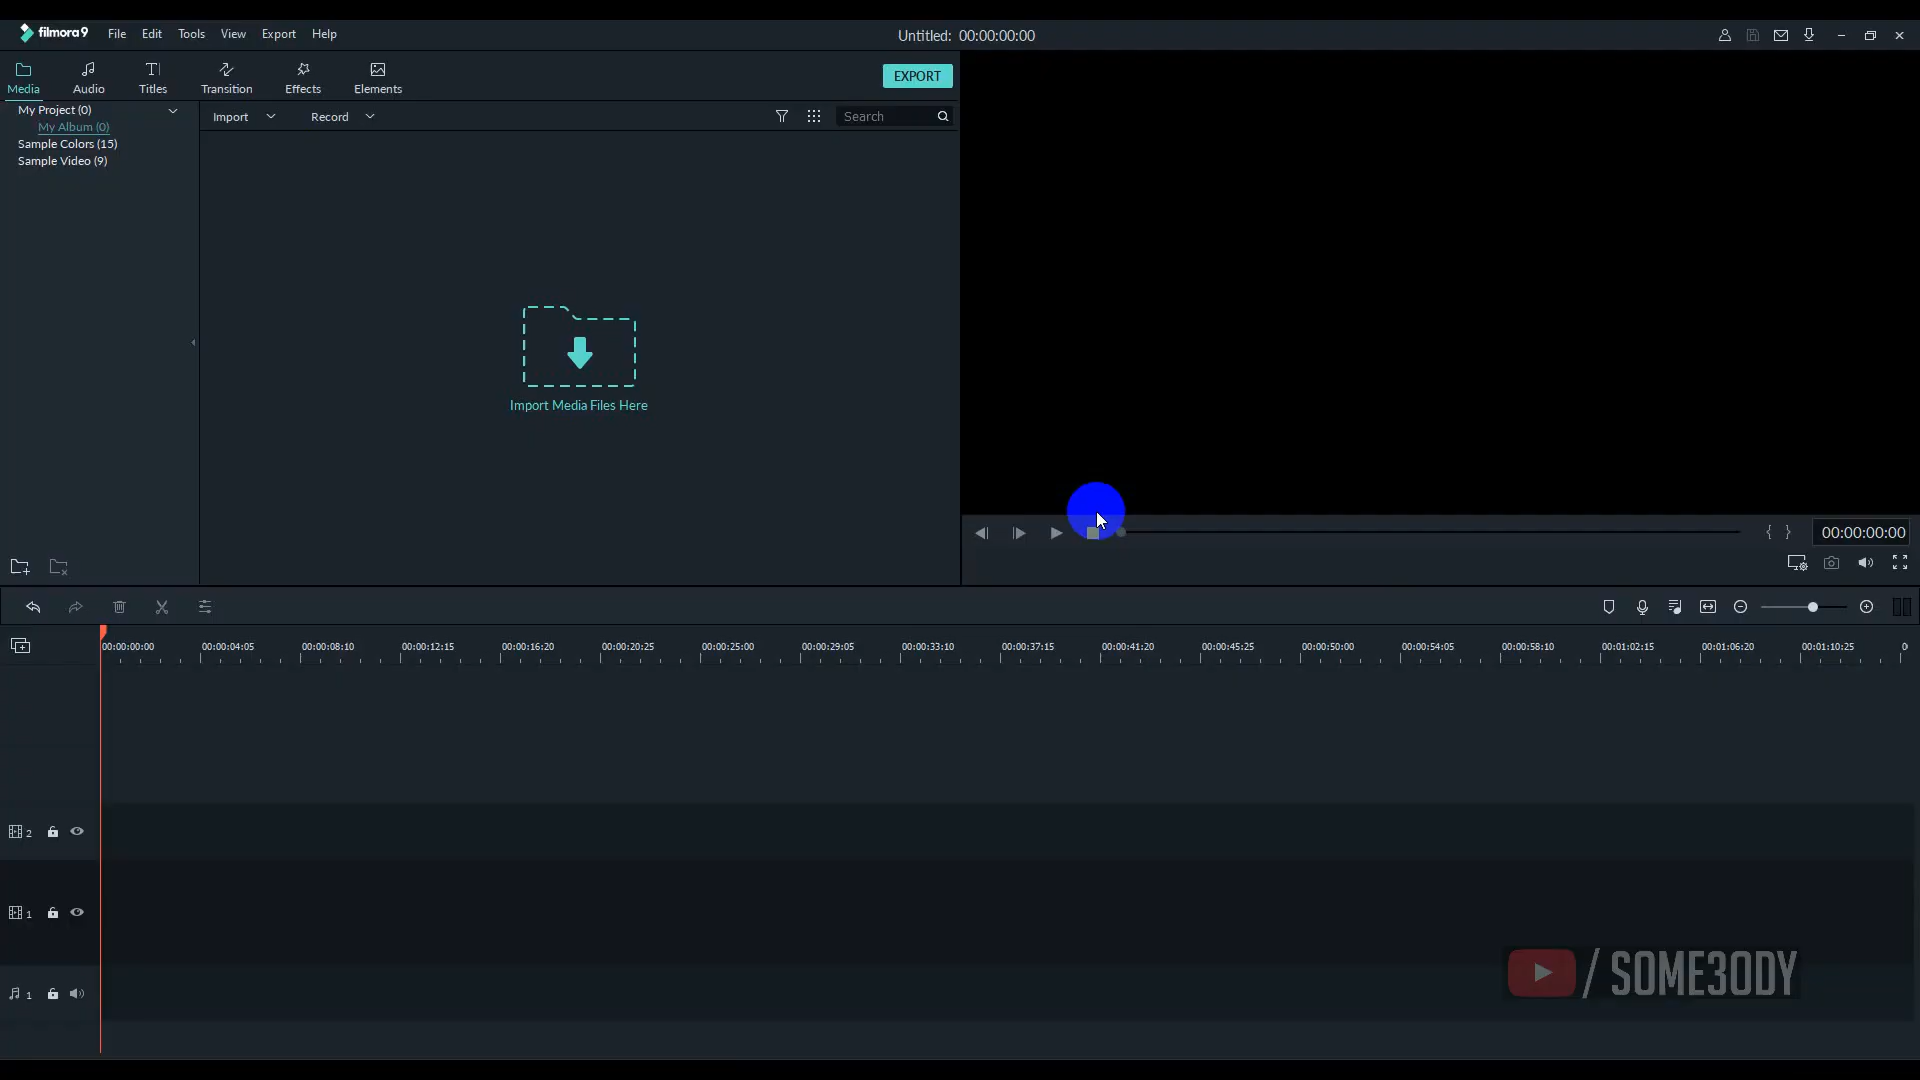 filmora9 File Edit Tools View Export Help
Untitled: 00:00:00:00
Media Audio Titles Transition Effects Elements
EXPORT
My Project (0)
My Album (0)
Sample Colors (15)
Sample Video (9)
Import Record Search
Import Media Files Here
{ } 00:00:00:00
00:00:00:00 00:00:04:05 00:00:08:10 00:00:12:15 00:00:16:20 00:00:20:25 00:00:25:00 00:00:29:05 00:00:33:10 00:00:37:15 00:00:41:20 00:00:45:25 00:00:50:00 00:00:54:05 00:00:58:10 00:01:02:15 00:01:06:20 00:01:10:25 0
2
1
1
/ SOME3ODY